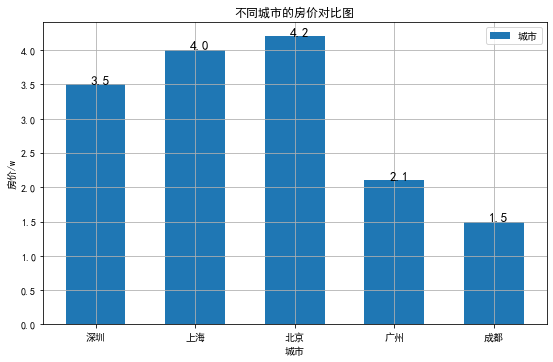 不同城市的房价对比图
城市
4.0
3.5
3.0
2.5
2.0
1.5
1.0
0.5
0.0
房价/w
3.5
4.0
4.2
2.1
1.5
深圳
上海
北京
广州
成都
城市